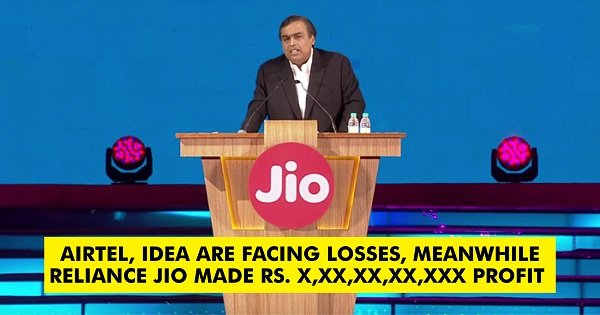 Jio
AIRTEL, IDEA ARE FACING LOSSES, MEANWHILE
RELIANCE JIO MADE RS. X,XX,XX,XX,XXX PROFIT